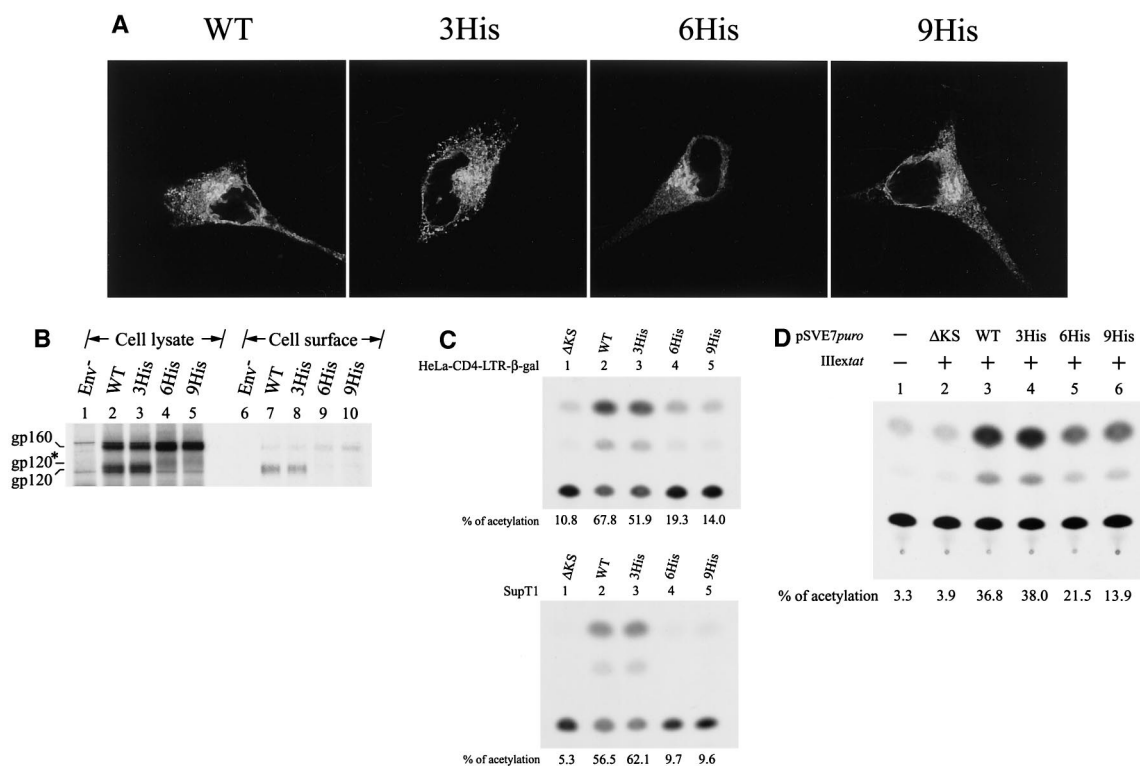 A
WT 3His 6His 9His
B
Cell lysate Cell surface
Env- WT 3His 6His 9His Env- WT 3His 6His 9His
1 2 3 4 5 6 7 8 9 10
gp160
*
gp120
gp120
C
ΔKS WT 3His 6His 9His
HeLa-CD4-LTR-β-gal 1 2 3 4 5
% of acetylation 10.8 67.8 51.9 19.3 14.0
ΔKS WT 3His 6His 9His
SupT1 1 2 3 4 5
% of acetylation 5.3 56.5 62.1 9.7 9.6
D
pSVE7puro – ΔKS WT 3His 6His 9His
IIIextat – + + + + +
1 2 3 4 5 6
% of acetylation 3.3 3.9 36.8 38.0 21.5 13.9